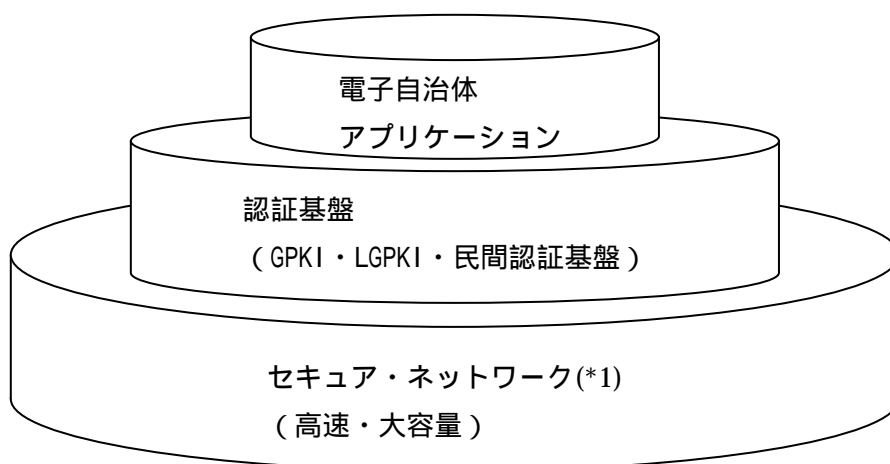 電子自治体
アプリケーション
認証基盤
(GPKI・LGPKI・民間認証基盤)
セキュア・ネットワーク(*1)
(高速・大容量)